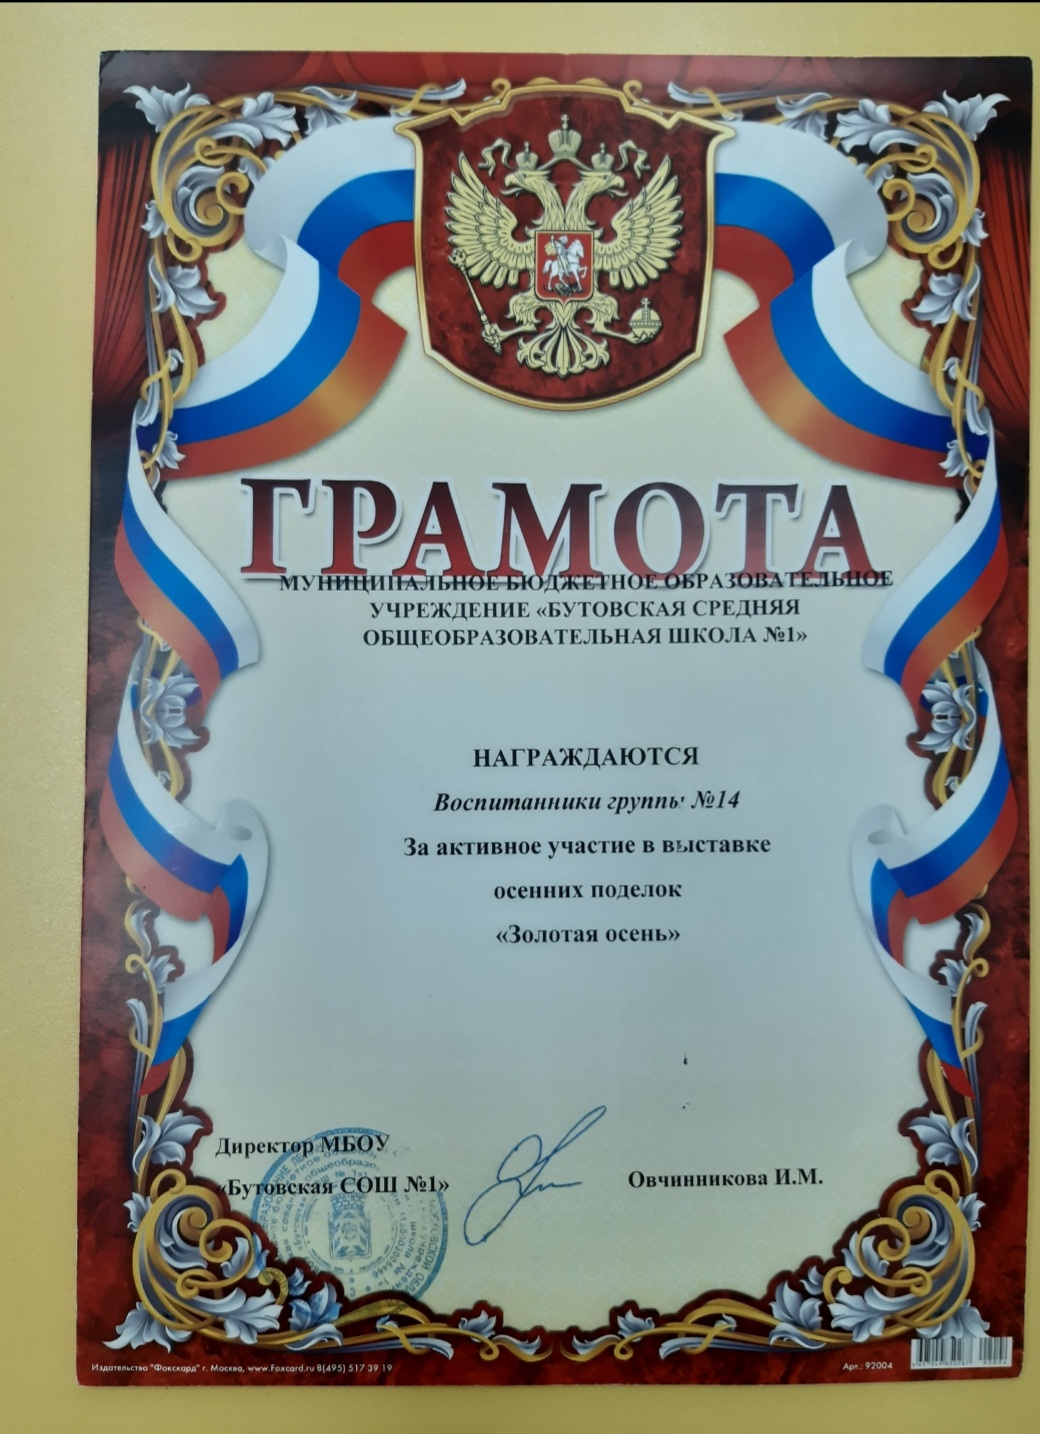 ГРАМОТА
МУНИЦИПАЛЬНОЕ БЮДЖЕТНОЕ ОБРАЗОВАТЕЛЬНОЕ
УЧРЕЖДЕНИЕ «БУТОВСКАЯ СРЕДНЯЯ
ОБЩЕОБРАЗОВАТЕЛЬНАЯ ШКОЛА №1»
НАГРАЖДАЮТСЯ
Воспитанники группы №14
За активное участие в выставке
осенних поделок
«Золотая осень»
Директор МБОУ
«Бутовская СОШ №1»
Овчинникова И.М.
Издательство "Фокскард" г. Москва, www.Foxcard.ru 8(495) 517 39 19
Арт.: 92004